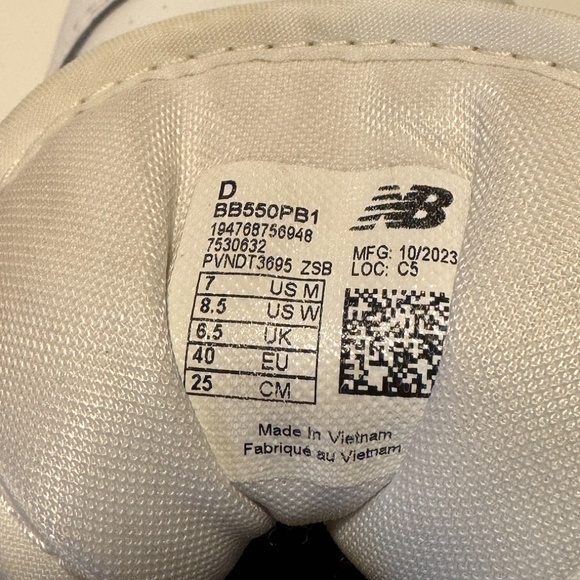 D
BB550PB1
194768756948
7530632
PVNDT3695 ZSB
7 US M
8.5 US W
6.5 UK
40 EU
25 CM
NB
MFG: 10/2023
LOC: C5
Made In Vietnam
Fabriqué au Vietnam